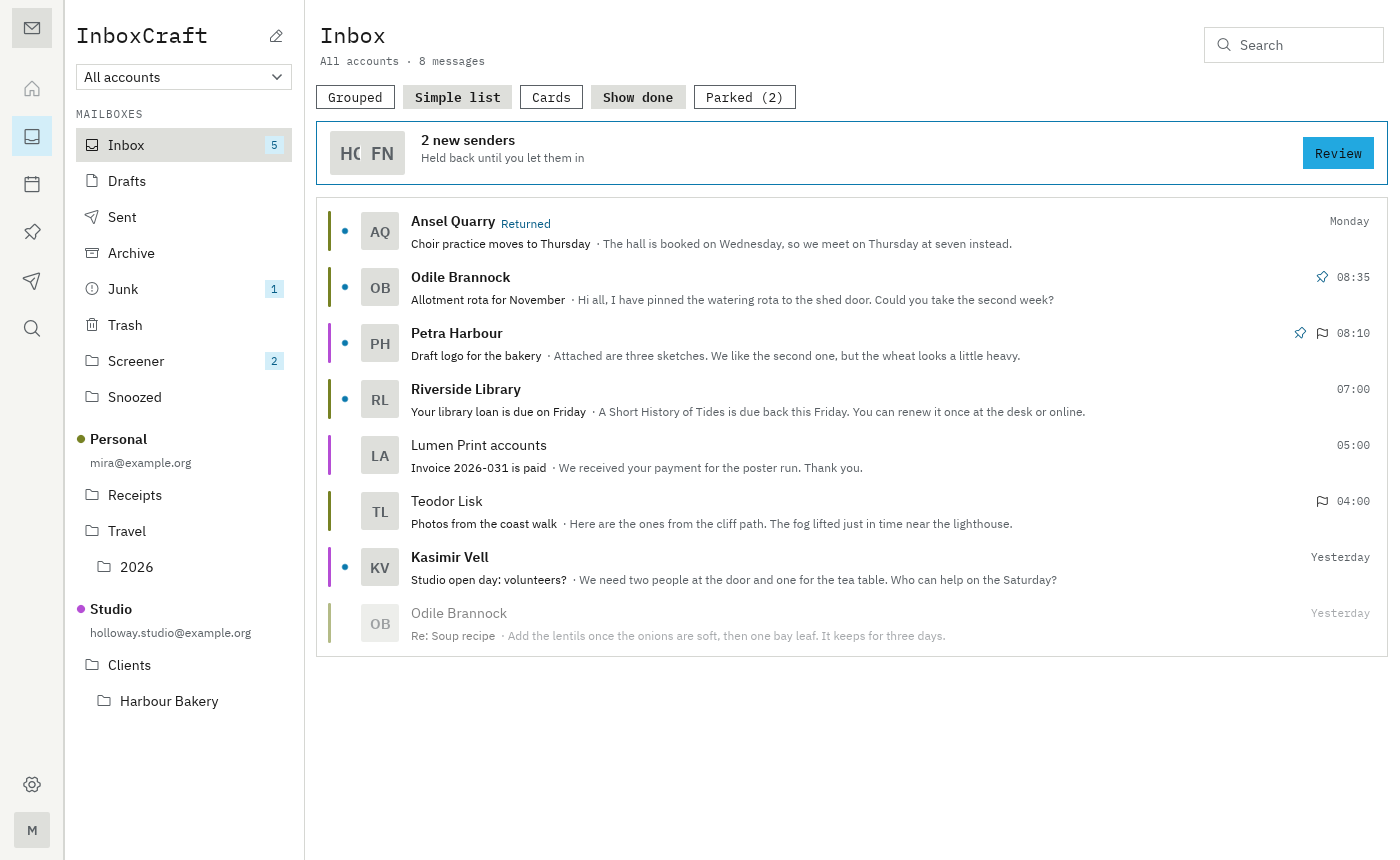 InboxCraft
All accounts
MAILBOXES
Inbox 5
Drafts
Sent
Archive
Junk 1
Trash
Screener 2
Snoozed
Personal
mira@example.org
Receipts
Travel
2026
Studio
holloway.studio@example.org
Clients
Harbour Bakery
M
Inbox
All accounts · 8 messages
Search
Grouped Simple list Cards Show done Parked (2)
FN 2 new senders
Held back until you let them in
Review
AQ Ansel Quarry Returned Monday
Choir practice moves to Thursday · The hall is booked on Wednesday, so we meet on Thursday at seven instead.
OB Odile Brannock 08:35
Allotment rota for November · Hi all, I have pinned the watering rota to the shed door. Could you take the second week?
PH Petra Harbour 08:10
Draft logo for the bakery · Attached are three sketches. We like the second one, but the wheat looks a little heavy.
RL Riverside Library 07:00
Your library loan is due on Friday · A Short History of Tides is due back this Friday. You can renew it once at the desk or online.
LA Lumen Print accounts 05:00
Invoice 2026-031 is paid · We received your payment for the poster run. Thank you.
TL Teodor Lisk 04:00
Photos from the coast walk · Here are the ones from the cliff path. The fog lifted just in time near the lighthouse.
KV Kasimir Vell Yesterday
Studio open day: volunteers? · We need two people at the door and one for the tea table. Who can help on the Saturday?
OB Odile Brannock Yesterday
Re: Soup recipe · Add the lentils once the onions are soft, then one bay leaf. It keeps for three days.